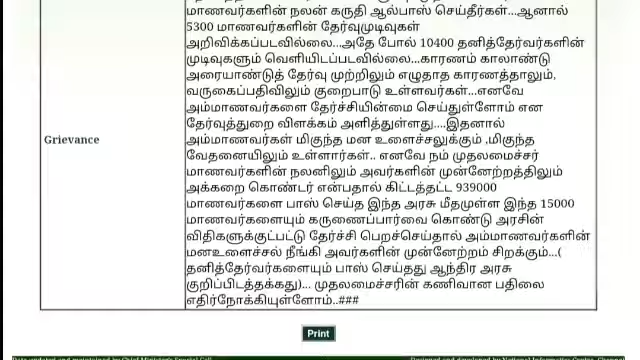 மாணவர்களின் நலன் கருதி ஆல்பாஸ் செய்தீர்கள்...ஆனால்
5300 மாணவர்களின் தேர்வுமுடிவுகள்
அறிவிக்கப்படவில்லை...அதே போல் 10400 தனித்தேர்வர்களின்
முடிவுகளும் வெளியிடப்படவில்லை...காரணம் காலாண்டு
அரையாண்டுத் தேர்வு முற்றிலும் எழுதாத காரணத்தாலும்,
வருகைப்பதிவிலும் குறைபாடு உள்ளவர்கள்...எனவே
அம்மாணவர்களை தேர்ச்சியின்மை செய்துள்ளோம் என
தேர்வுத்துறை விளக்கம் அளித்துள்ளது....இதனால்
Grievance அம்மாணவர்கள் மிகுந்த மன உளைச்சலுக்கும் ,மிகுந்த
வேதனையிலும் உள்ளார்கள்.. எனவே நம் முதலமைச்சர்
மாணவர்களின் நலனிலும் அவர்களின் முன்னேற்றத்திலும்
அக்கறை கொண்டர் என்பதால் கிட்டத்தட்ட 939000
மாணவர்களை பாஸ் செய்த இந்த அரசு மீதமுள்ள இந்த 15000
மாணவர்களையும் கருணைப்பார்வை கொண்டு அரசின்
விதிகளுக்குட்பட்டு தேர்ச்சி பெறச்செய்தால் அம்மாணவர்களின்
மனஉளைச்சல் நீங்கி அவர்களின் முன்னேற்றம் சிறக்கும்...(
தனித்தேர்வர்களையும் பாஸ் செய்தது ஆந்திர அரசு
குறிப்பிடத்தக்கது)... முதலமைச்சரின் கனிவான பதிலை
எதிர்நோக்கியுள்ளோம்..###
Print